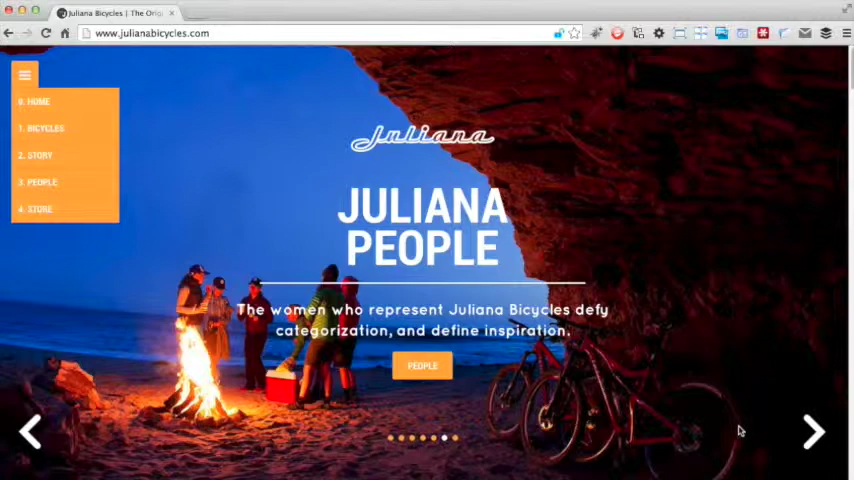 Juliana Bicycles | The Orig
www.julianabicycles.com
0. HOME
1. BICYCLES
2. STORY
3. PEOPLE
4. STORE
Juliana
JULIANA
PEOPLE
The women who represent Juliana Bicycles defy
categorization, and define inspiration.
PEOPLE